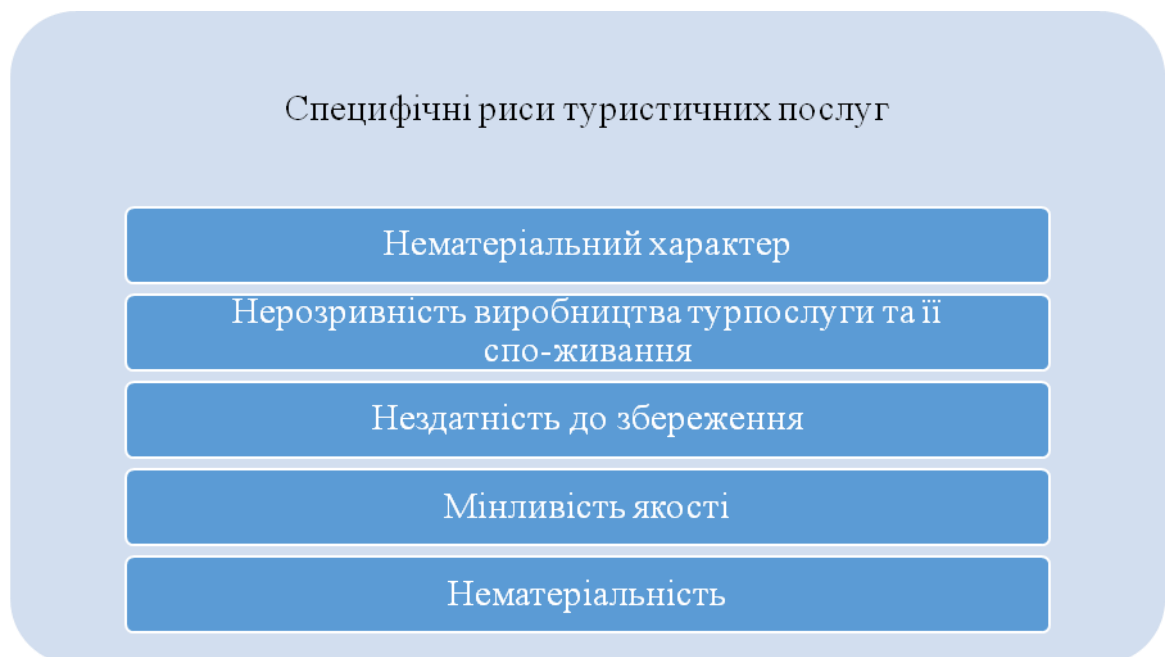 Специфічні риси туристичних послуг
Нематеріальний характер
Нерозривність виробництва турпослуги та її
спо-живання
Нездатність до збереження
Мінливість якості
Нематеріальність